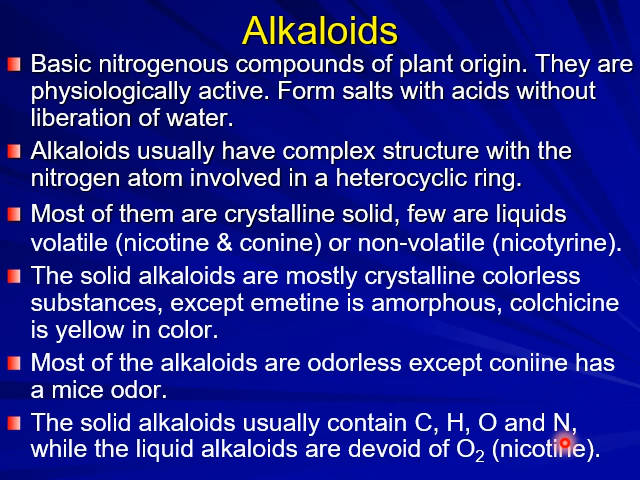 Alkaloids
Basic nitrogenous compounds of plant origin. They are
physiologically active. Form salts with acids without
liberation of water.
Alkaloids usually have complex structure with the
nitrogen atom involved in a heterocyclic ring.
Most of them are crystalline solid, few are liquids
volatile (nicotine & conine) or non-volatile (nicotyrine).
The solid alkaloids are mostly crystalline colorless
substances, except emetine is amorphous, colchicine
is yellow in color.
Most of the alkaloids are odorless except coniine has
a mice odor.
The solid alkaloids usually contain C, H, O and N,
while the liquid alkaloids are devoid of O₂ (nicotine).